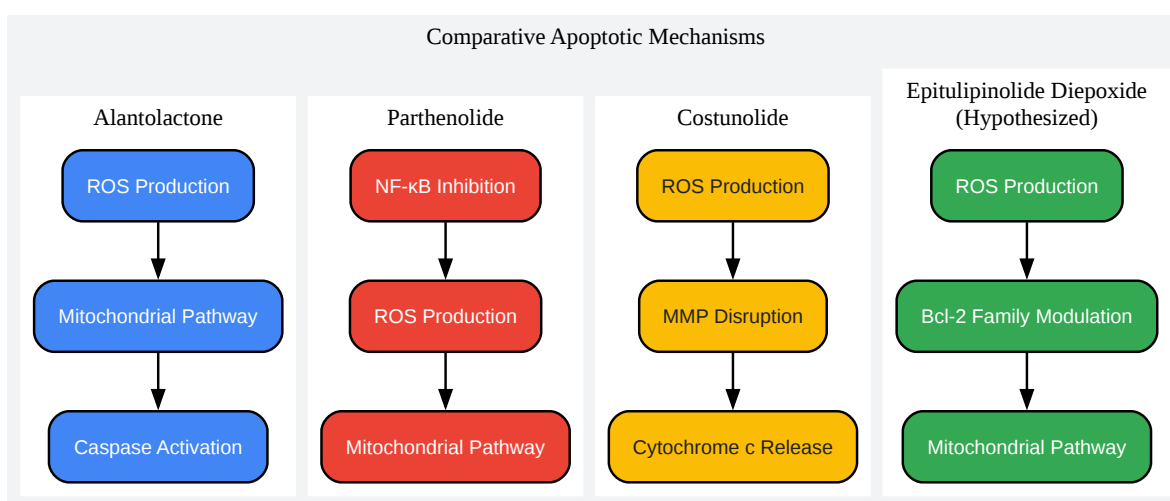 Comparative Apoptotic Mechanisms
Alantolactone
ROS Production
Mitochondrial Pathway
Caspase Activation
Parthenolide
NF-κB Inhibition
ROS Production
Mitochondrial Pathway
Costunolide
ROS Production
MMP Disruption
Cytochrome c Release
Epitulipinolide Diepoxide
(Hypothesized)
ROS Production
Bcl-2 Family Modulation
Mitochondrial Pathway